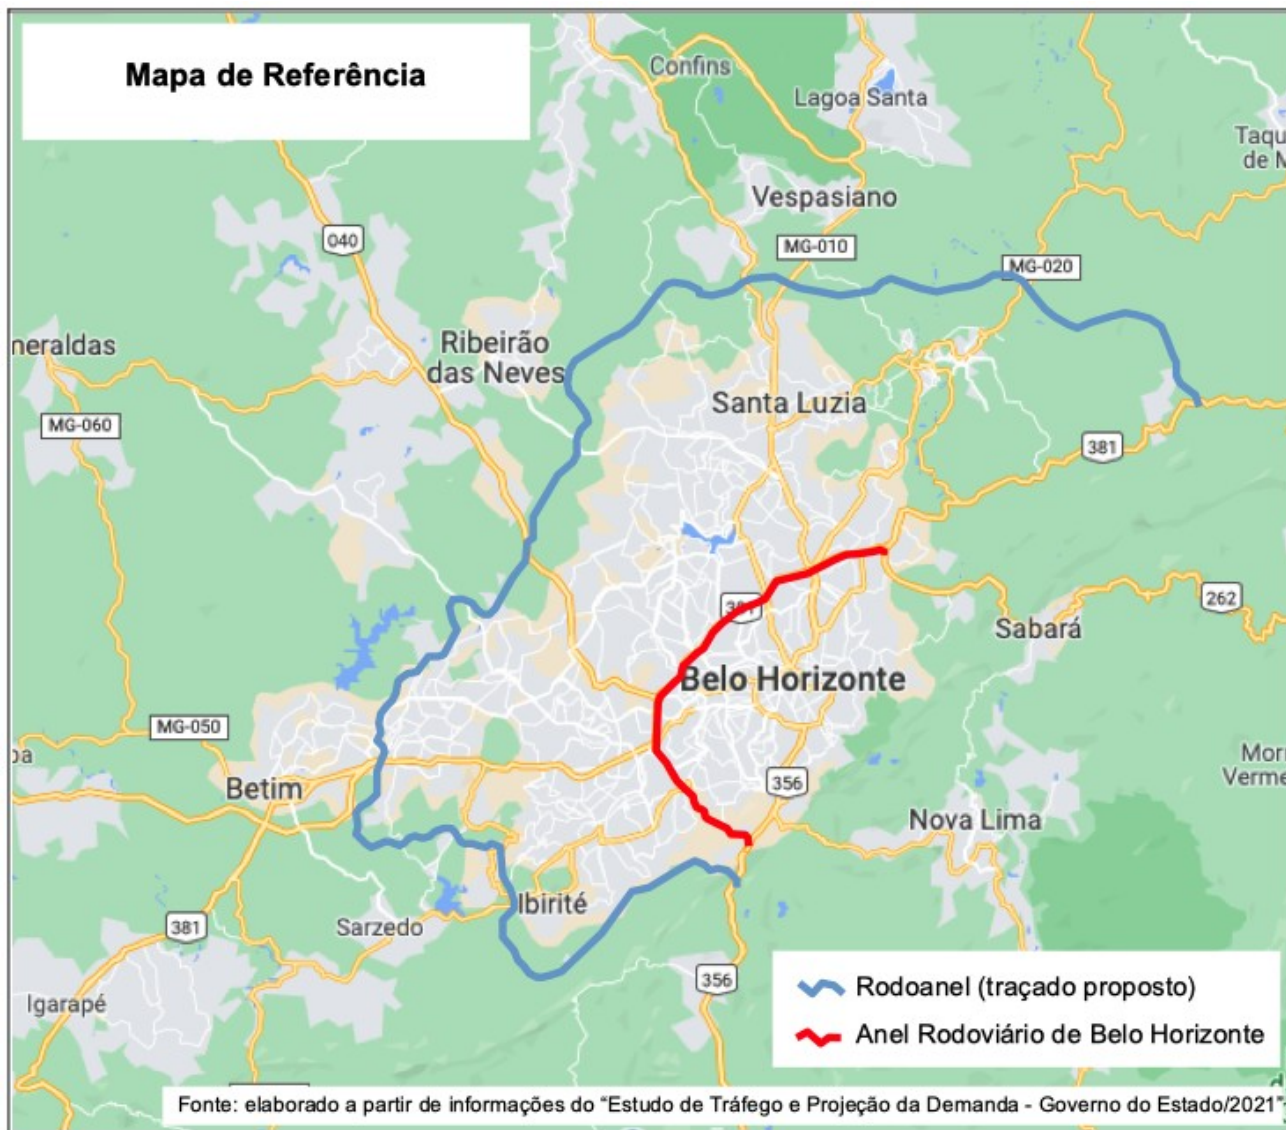 Mapa de Referência
Confins
Lagoa Santa
Taqu
de M
Vespasiano
040
MG-010
MG-020
neraldas
Ribeirão
das Neves
Santa Luzia
MG-060
381
381
262
Sabará
Belo Horizonte
MG-050
Betim
356
Nova Lima
Morr
Verme
Ibirité
Sarzedo
381
356
Igarapé
Rodoanel (traçado proposto)
Anel Rodoviário de Belo Horizonte
Fonte: elaborado a partir de informações do “Estudo de Tráfego e Projeção da Demanda - Governo do Estado/2021”